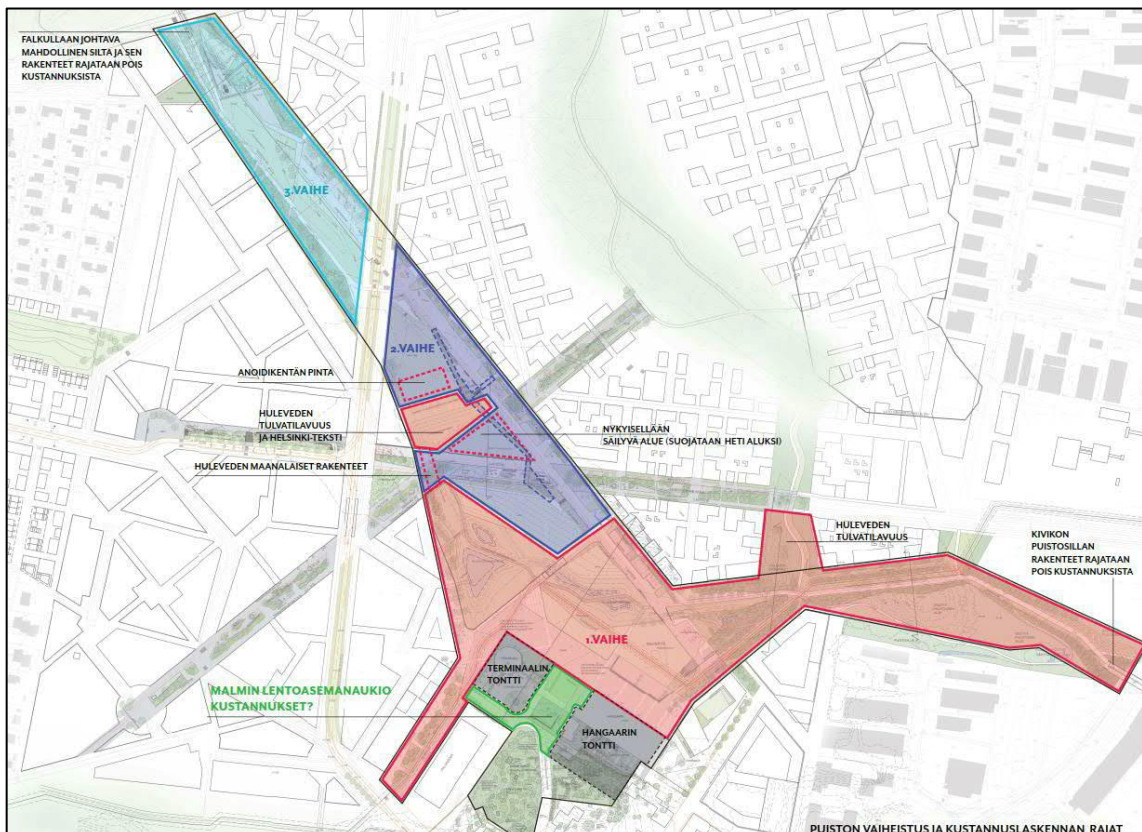 FALKULLAAN JOHTAVA
MAHDOLLINEN SILTA JA SEN
RAKENTEET RAJATAAN POIS
KUSTANNUKSISTA
3.VAIHE
2.VAIHE
ANOIDIKENTÄN PINTA
HULEVEDEN
TULVATILAVUUS
JA HELSINKI-TEKSTI
NYKYISELLÄÄN
SÄILYVÄ ALUE (SUOJATAAN HETI ALUKSI)
HULEVEDEN MAANALAISET RAKENTEET
HULEVEDEN
TULVATILAVUUS
KIVIKON
PUISTOSILLAN
RAKENTEET RAJATAAN
POIS KUSTANNUKSISTA
1.VAIHE
TERMINAALIN
TONTTI
MALMIN LENTOASEMANAUKIO
KUSTANNUKSET?
HANGAARIN
TONTTI
PUISTON VAIHEISTUS JA KUSTANNUSLASKENNAN RAJAT